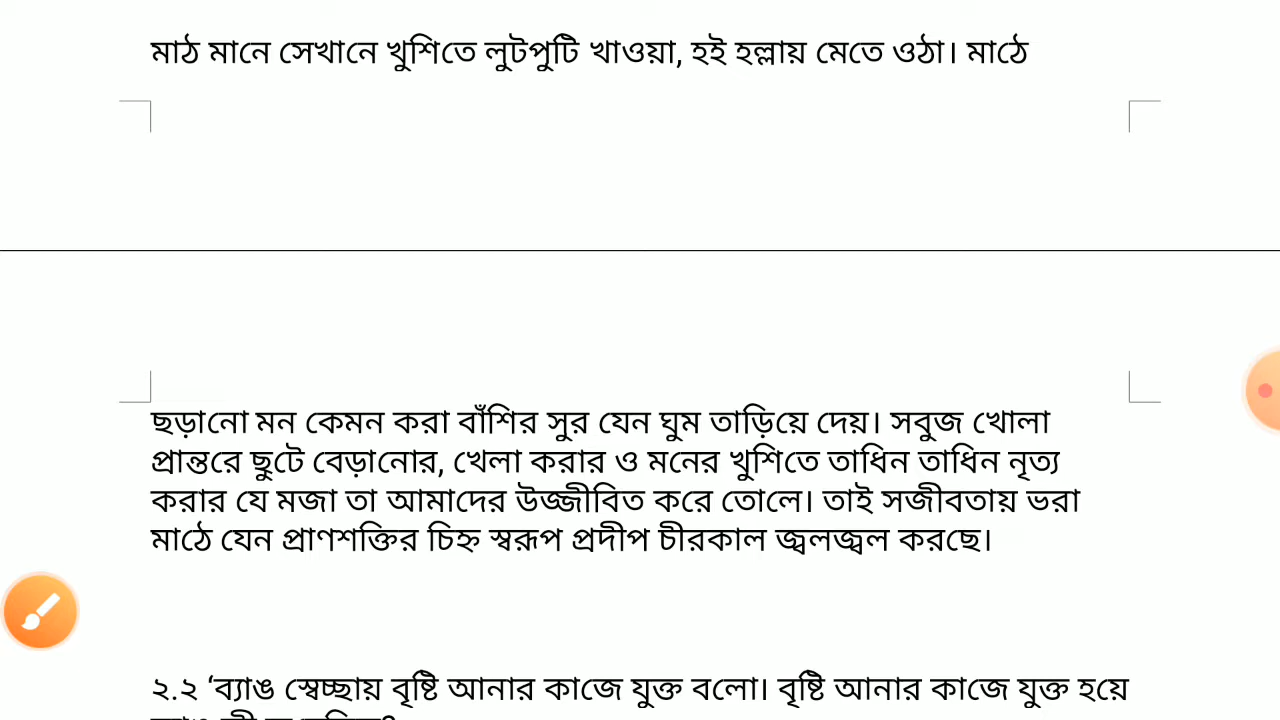 মাঠ মানে সেখানে খুশিতে লুটপুটি খাওয়া, হই হল্লায় মেতে ওঠা। মাঠে
ছড়ানো মন কেমন করা বাঁশির সুর যেন ঘুম তাড়িয়ে দেয়। সবুজ খোলা
প্রান্তরে ছুটে বেড়ানোর, খেলা করার ও মনের খুশিতে তাধিন তাধিন নৃত্য
করার যে মজা তা আমাদের উজ্জীবিত করে তোলে। তাই সজীবতায় ভরা
মাঠে যেন প্রাণশক্তির চিহ্ন স্বরূপ প্রদীপ চীরকাল জ্বলজ্বল করছে।
২.২ ‘ব্যাঙ স্বেচ্ছায় বৃষ্টি আনার কাজে যুক্ত বলো। বৃষ্টি আনার কাজে যুক্ত হয়ে